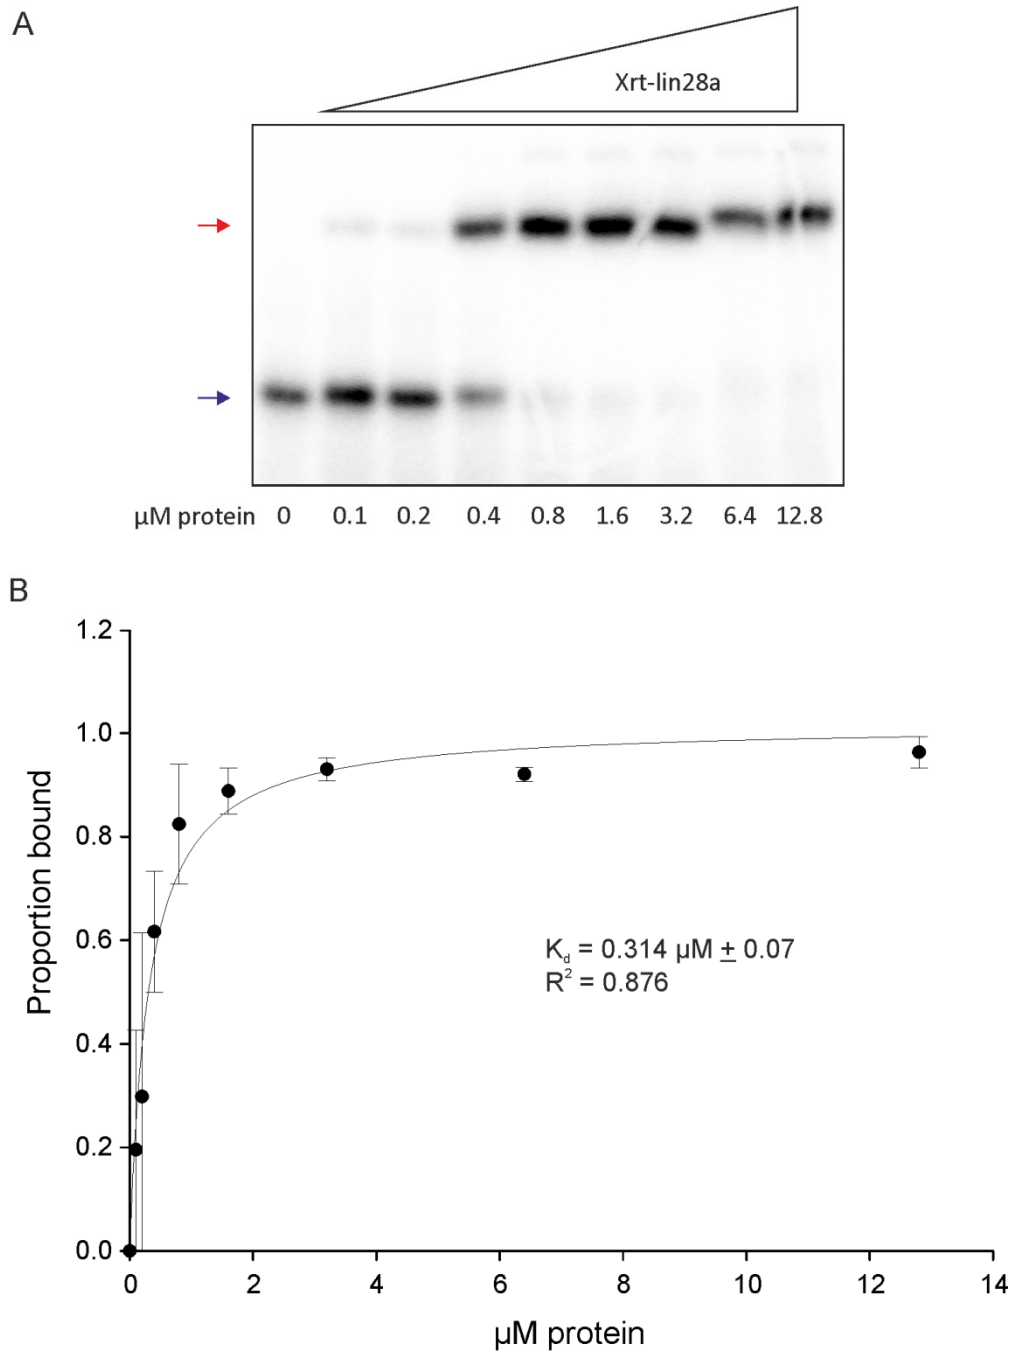 A
Xrt-lin28a
µM protein 0 0.1 0.2 0.4 0.8 1.6 3.2 6.4 12.8
B
1.2
1.0
0.8
0.6
0.4
0.2
0.0
Proportion bound
Kd = 0.314 µM ± 0.07
R2 = 0.876
0 2 4 6 8 10 12 14
µM protein